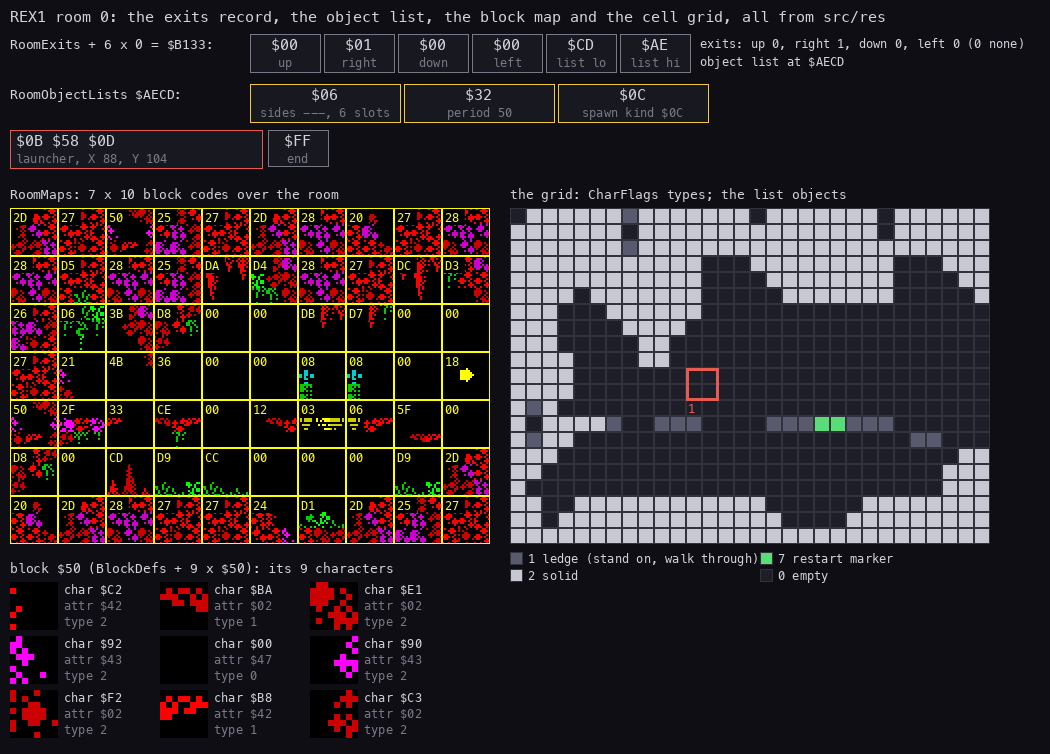 REX1 room 0: the exits record, the object list, the block map and the cell grid, all from src/res
RoomExits + 6 x 0 = $B133:
$00 $01 $00 $00 $CD $AE
up right down left list lo list hi
exits: up 0, right 1, down 0, left 0 (0 none)
object list at $AECD
RoomObjectLists $AECD:
$06 $32 $0C
sides ———, 6 slots period 50 spawn kind $0C
$0B $58 $0D $FF
launcher, X 88, Y 104 end
RoomMaps: 7 x 10 block codes over the room
the grid: CharFlags types; the list objects
2D 27 50 25 27 2D 28 20 27 28
28 D5 28 25 DA D4 28 27 DC D3
26 D6 3B D8 00 00 DB D7 00 00
27 21 4B 36 00 00 08 08 00 18
50 2F 33 CE 00 12 03 06 5F 00
D8 00 CD D9 CC 00 00 00 D9 2D
20 2D 28 27 27 24 D1 2D 25 27
1
1 ledge (stand on, walk through) 7 restart marker
2 solid 0 empty
block $50 (BlockDefs + 9 x $50): its 9 characters
char $C2 char $BA char $E1
attr $42 attr $02 attr $02
type 2 type 1 type 2
char $92 char $00 char $90
attr $43 attr $47 attr $43
type 2 type 0 type 2
char $F2 char $B8 char $C3
attr $02 attr $42 attr $02
type 2 type 1 type 2